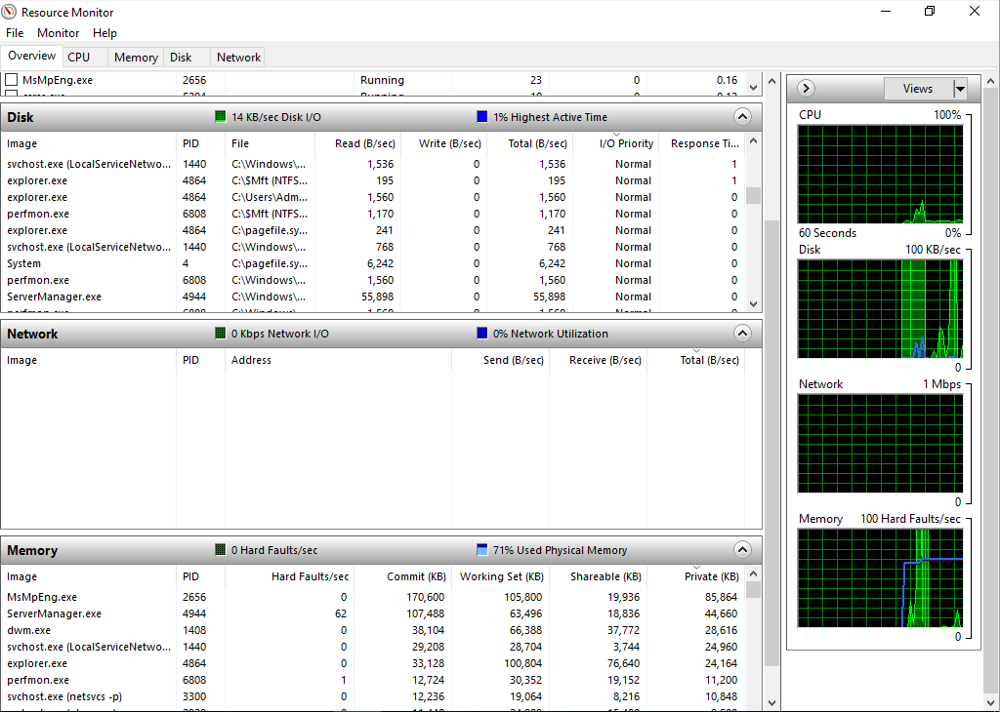 Resource Monitor
File Monitor Help
Overview CPU Memory Disk Network
MsMpEng.exe 2656 Running 23 0 0.16
Running
Disk 14 KB/sec Disk I/O 1% Highest Active Time
Image PID File Read (B/sec) Write (B/sec) Total (B/sec) I/O Priority Response Ti...
svchost.exe (LocalServiceNetwo... 1440 C:\Windows\... 1,536 0 1,536 Normal 1
explorer.exe 4864 C:\$Mft (NTFS... 195 0 195 Normal 1
explorer.exe 4864 C:\Users\Adm... 1,560 0 1,560 Normal 0
perfmon.exe 6808 C:\$Mft (NTFS... 1,170 0 1,170 Normal 0
explorer.exe 4864 C:\pagefile.sy... 241 0 241 Normal 0
svchost.exe (LocalServiceNetwo... 1440 C:\Windows\... 768 0 768 Normal 0
System 4 C:\pagefile.sy... 6,242 0 6,242 Normal 0
perfmon.exe 6808 C:\Windows\... 1,560 0 1,560 Normal 0
ServerManager.exe 4944 C:\Windows\... 55,898 0 55,898 Normal 0
perfmon.exe 6808 C:\Windows\... 1,560 0 1,560 Normal 0
Network 0 Kbps Network I/O 0% Network Utilization
Image PID Address Send (B/sec) Receive (B/sec) Total (B/sec)
Memory 0 Hard Faults/sec 71% Used Physical Memory
Image PID Hard Faults/sec Commit (KB) Working Set (KB) Shareable (KB) Private (KB)
MsMpEng.exe 2656 0 170,600 105,800 19,936 85,864
ServerManager.exe 4944 62 107,488 63,496 18,836 44,660
dwm.exe 1408 0 38,104 66,388 37,772 28,616
svchost.exe (LocalServiceNetwo... 1440 0 29,208 28,704 3,744 24,960
explorer.exe 4864 0 33,128 100,804 76,640 24,164
perfmon.exe 6808 1 12,724 30,352 19,152 11,200
svchost.exe (netsvcs -p) 3300 0 12,236 19,064 8,216 10,848
Views
CPU 100%
60 Seconds 0%
Disk 100 KB/sec
0
Network 1 Mbps
0
Memory 100 Hard Faults/sec
0